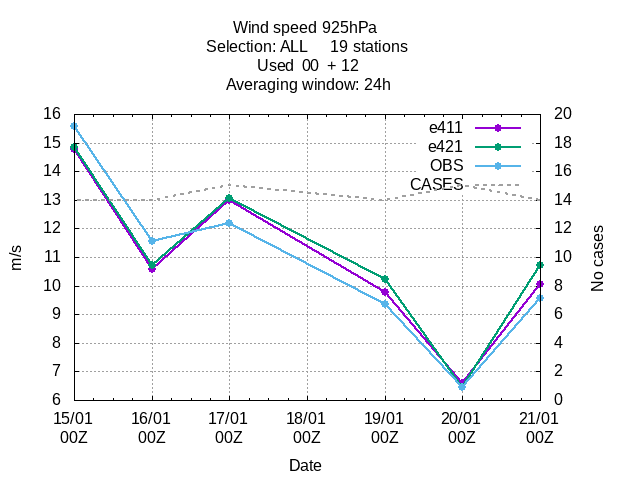 Wind speed 925hPa
Selection: ALL     19 stations
Used  00  + 12
Averaging window: 24h
16 20
e411
e421
15 18
OBS
14 16
CASES
13 14
12 12
11 10
10 8
9 6
8 4
7 2
6 0
m/s
No cases
15/01 16/01 17/01 18/01 19/01 20/01 21/01
00Z 00Z 00Z 00Z 00Z 00Z 00Z
Date